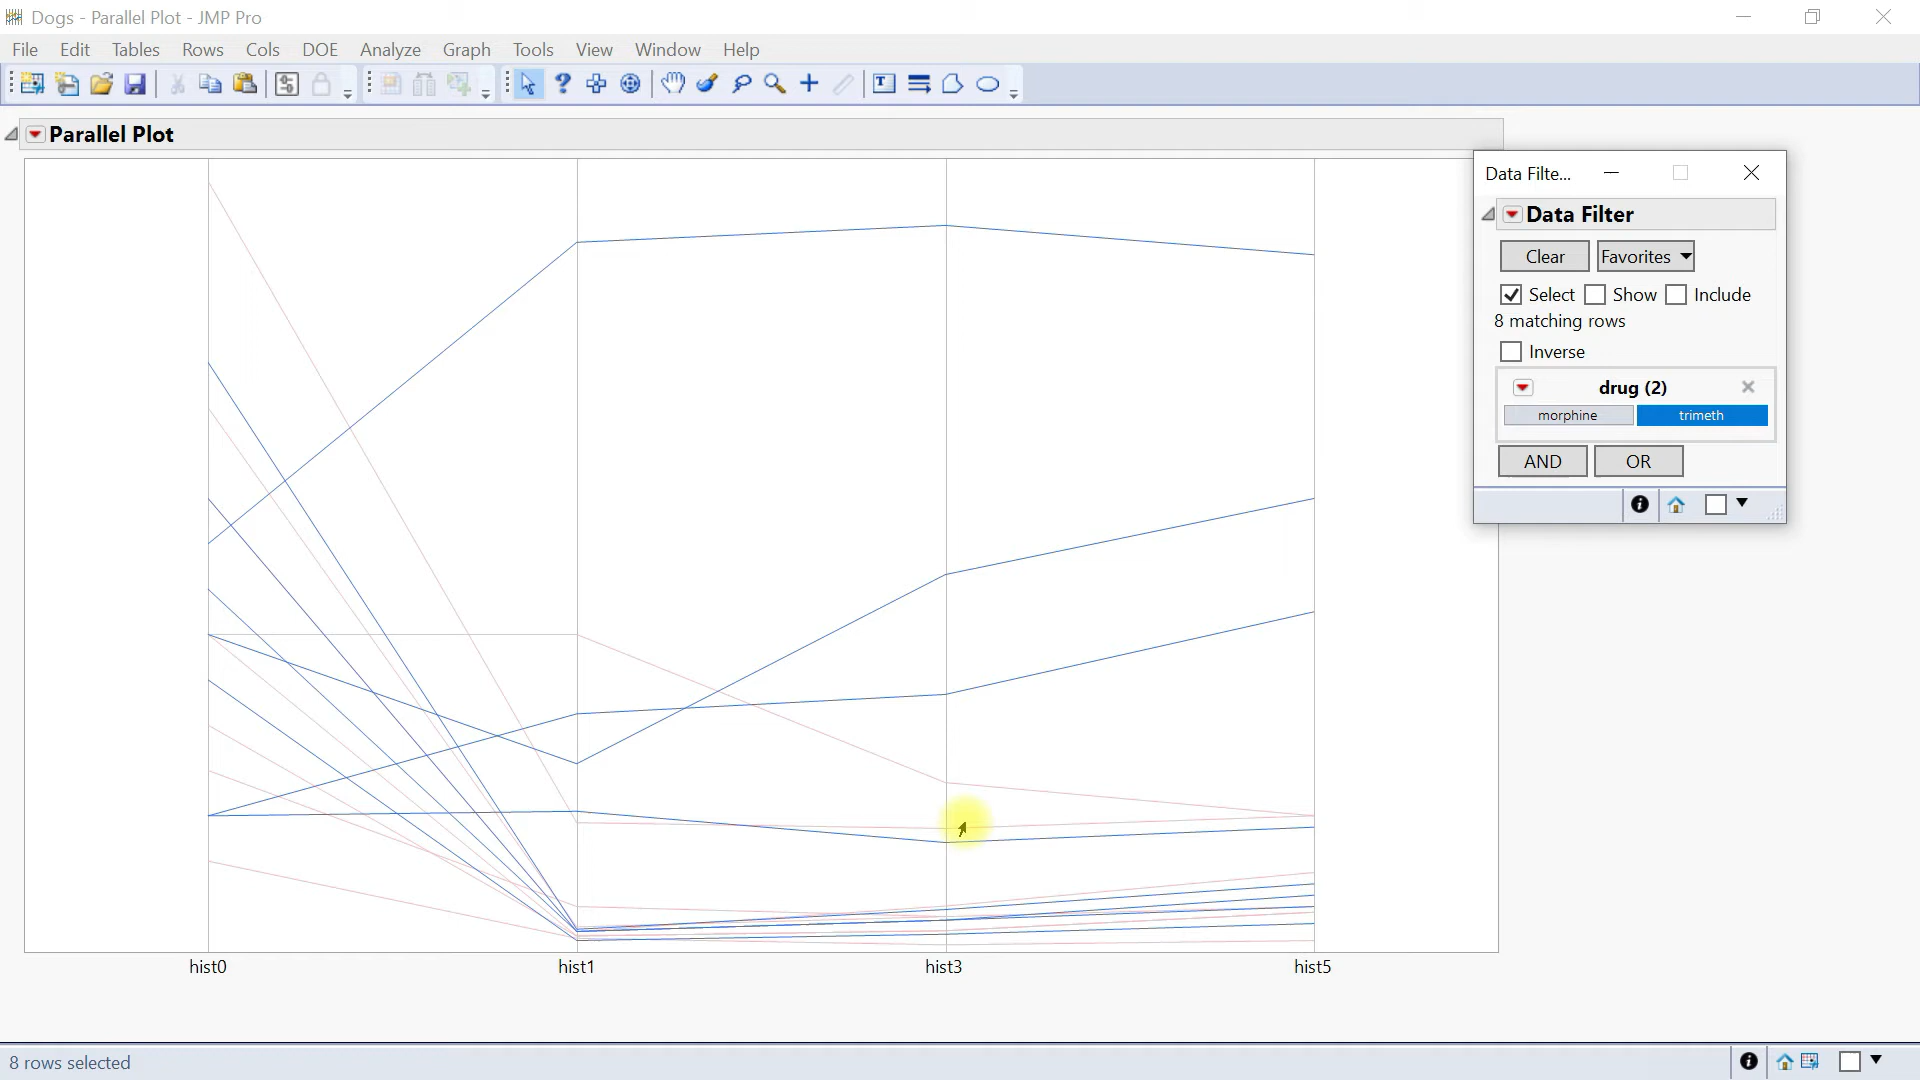 Dogs - Parallel Plot - JMP Pro
File Edit Tables Rows Cols DOE Analyze Graph Tools View Window Help
Parallel Plot
Data Filte...
Data Filter
Clear Favorites
Select Show Include
8 matching rows
Inverse
drug (2)
morphine trimeth
AND OR
hist0 hist1 hist3 hist5
8 rows selected